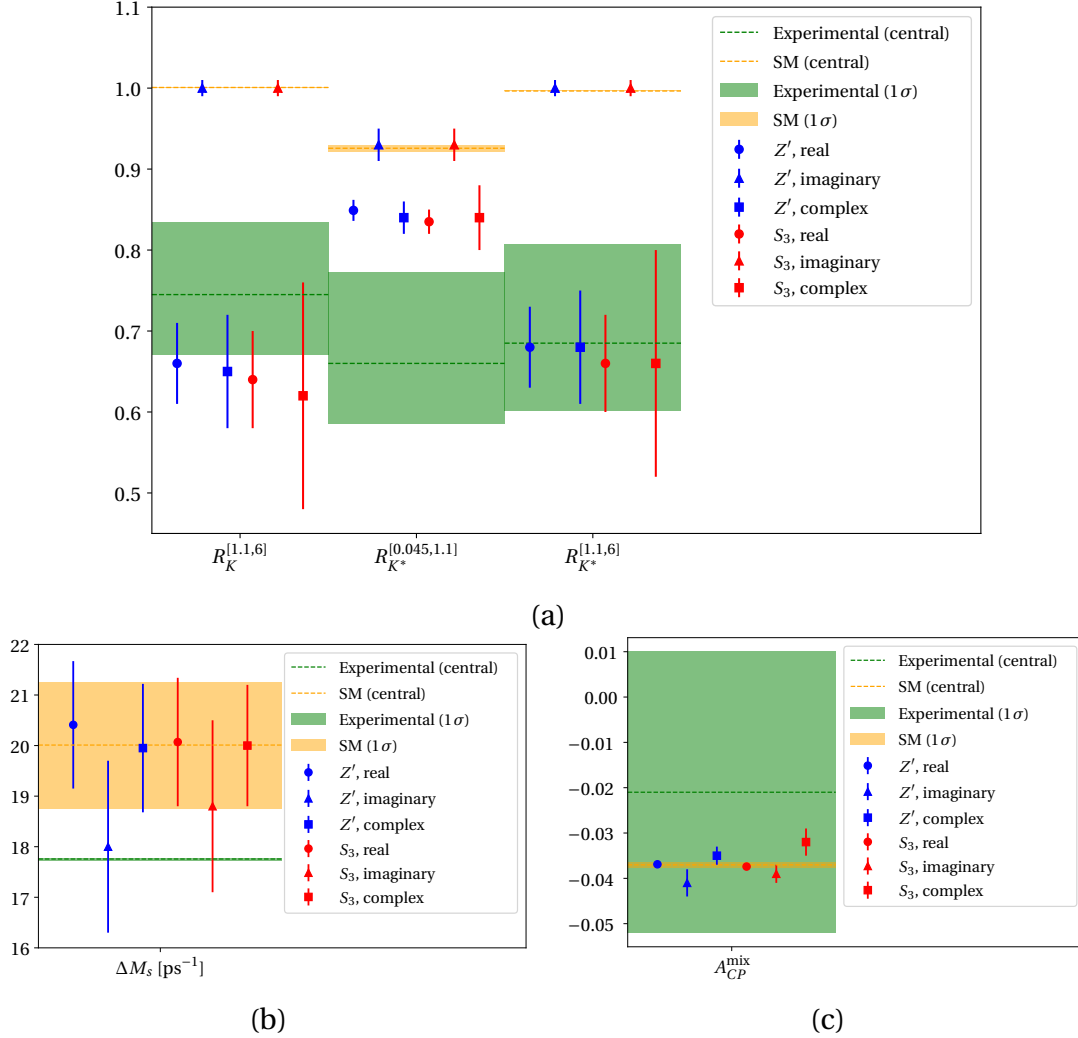 1.1
1.0
0.9
0.8
0.7
0.6
0.5
Experimental (central)
SM (central)
Experimental (1σ)
SM (1σ)
Z′, real
Z′, imaginary
Z′, complex
S₃, real
S₃, imaginary
S₃, complex
R_K^[1.1,6]
R_K*^[0.045,1.1]
R_K*^[1.1,6]
(a)
22
21
20
19
18
17
16
Experimental (central)
SM (central)
Experimental (1σ)
SM (1σ)
Z′, real
Z′, imaginary
Z′, complex
S₃, real
S₃, imaginary
S₃, complex
ΔM_s [ps⁻¹]
(b)
0.01
0.00
−0.01
−0.02
−0.03
−0.04
−0.05
Experimental (central)
SM (central)
Experimental (1σ)
SM (1σ)
Z′, real
Z′, imaginary
Z′, complex
S₃, real
S₃, imaginary
S₃, complex
A_CP^mix
(c)